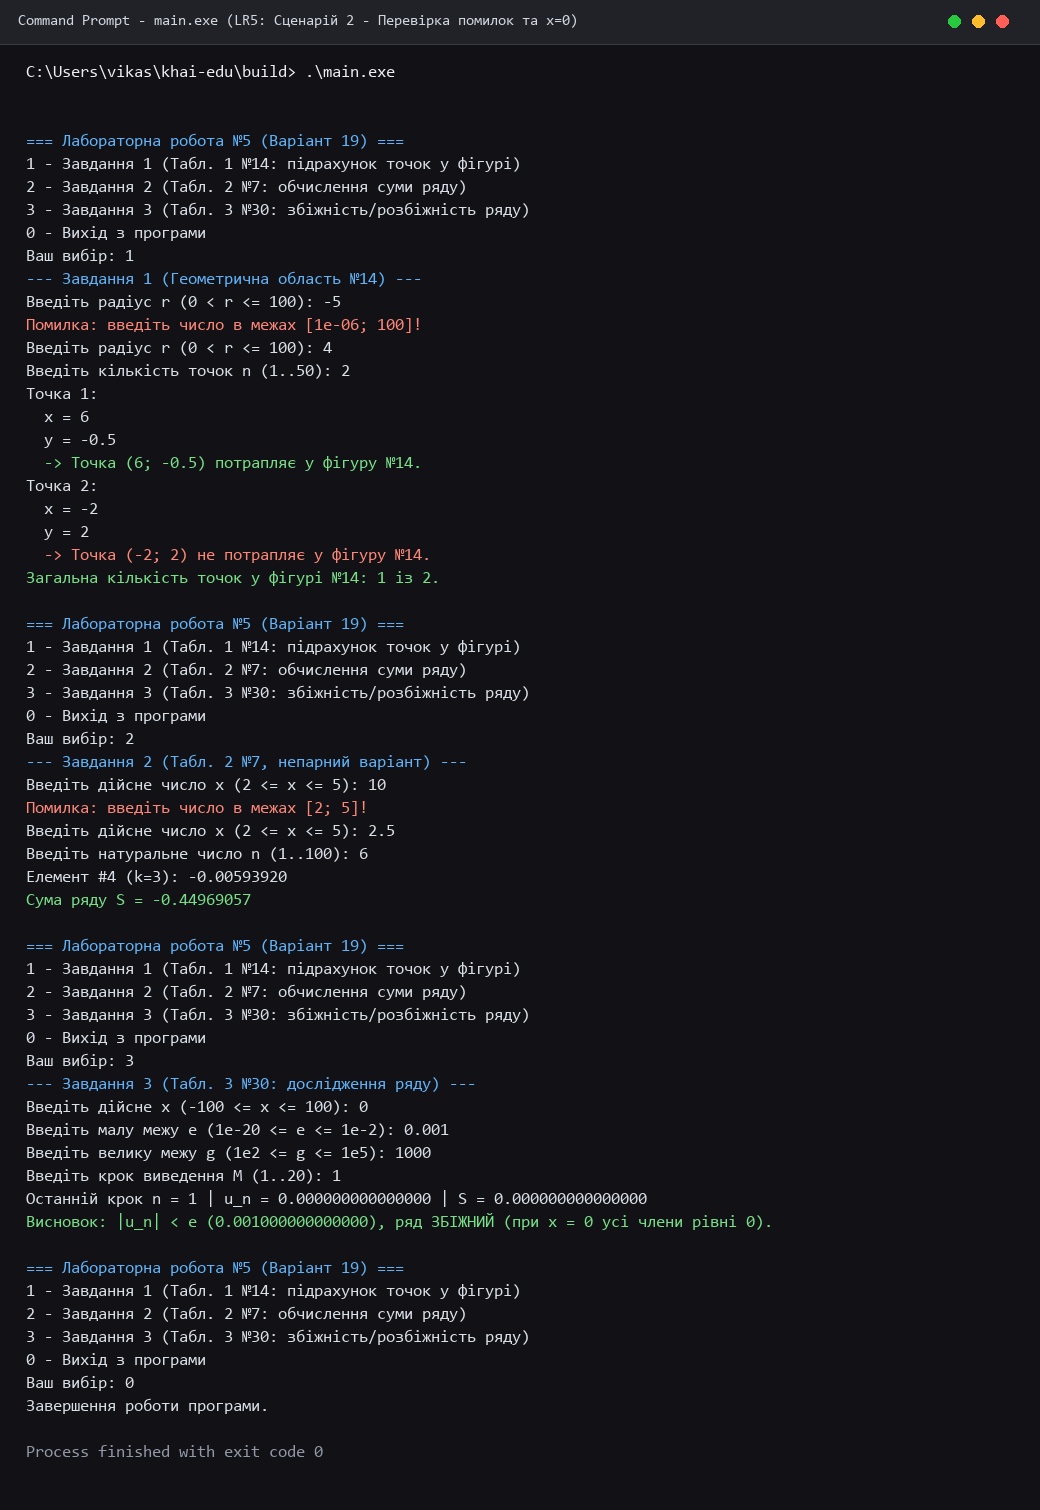 Command Prompt - main.exe (LR5: Сценарій 2 - Перевірка помилок та x=0)
C:\Users\vikas\khai-edu\build> .\main.exe
=== Лабораторна робота №5 (Варіант 19) ===
1 - Завдання 1 (Табл. 1 №14: підрахунок точок у фігурі)
2 - Завдання 2 (Табл. 2 №7: обчислення суми ряду)
3 - Завдання 3 (Табл. 3 №30: збіжність/розбіжність ряду)
0 - Вихід з програми
Ваш вибір: 1
--- Завдання 1 (Геометрична область №14) ---
Введіть радіус r (0 < r <= 100): -5
Помилка: введіть число в межах [1e-06; 100]!
Введіть радіус r (0 < r <= 100): 4
Введіть кількість точок n (1..50): 2
Точка 1:
x = 6
y = -0.5
-> Точка (6; -0.5) потрапляє у фігуру №14.
Точка 2:
x = -2
y = 2
-> Точка (-2; 2) не потрапляє у фігуру №14.
Загальна кількість точок у фігурі №14: 1 із 2.
=== Лабораторна робота №5 (Варіант 19) ===
1 - Завдання 1 (Табл. 1 №14: підрахунок точок у фігурі)
2 - Завдання 2 (Табл. 2 №7: обчислення суми ряду)
3 - Завдання 3 (Табл. 3 №30: збіжність/розбіжність ряду)
0 - Вихід з програми
Ваш вибір: 2
--- Завдання 2 (Табл. 2 №7, непарний варіант) ---
Введіть дійсне число x (2 <= x <= 5): 10
Помилка: введіть число в межах [2; 5]!
Введіть дійсне число x (2 <= x <= 5): 2.5
Введіть натуральне число n (1..100): 6
Елемент #4 (k=3): -0.00593920
Сума ряду S = -0.44969057
=== Лабораторна робота №5 (Варіант 19) ===
1 - Завдання 1 (Табл. 1 №14: підрахунок точок у фігурі)
2 - Завдання 2 (Табл. 2 №7: обчислення суми ряду)
3 - Завдання 3 (Табл. 3 №30: збіжність/розбіжність ряду)
0 - Вихід з програми
Ваш вибір: 3
--- Завдання 3 (Табл. 3 №30: дослідження ряду) ---
Введіть дійсне x (-100 <= x <= 100): 0
Введіть малу межу e (1e-20 <= e <= 1e-2): 0.001
Введіть велику межу g (1e2 <= g <= 1e5): 1000
Введіть крок виведення M (1..20): 1
Останній крок n = 1 | u_n = 0.000000000000000 | S = 0.000000000000000
Висновок: |u_n| < e (0.001000000000000), ряд ЗБІЖНИЙ (при x = 0 усі члени рівні 0).
=== Лабораторна робота №5 (Варіант 19) ===
1 - Завдання 1 (Табл. 1 №14: підрахунок точок у фігурі)
2 - Завдання 2 (Табл. 2 №7: обчислення суми ряду)
3 - Завдання 3 (Табл. 3 №30: збіжність/розбіжність ряду)
0 - Вихід з програми
Ваш вибір: 0
Завершення роботи програми.
Process finished with exit code 0